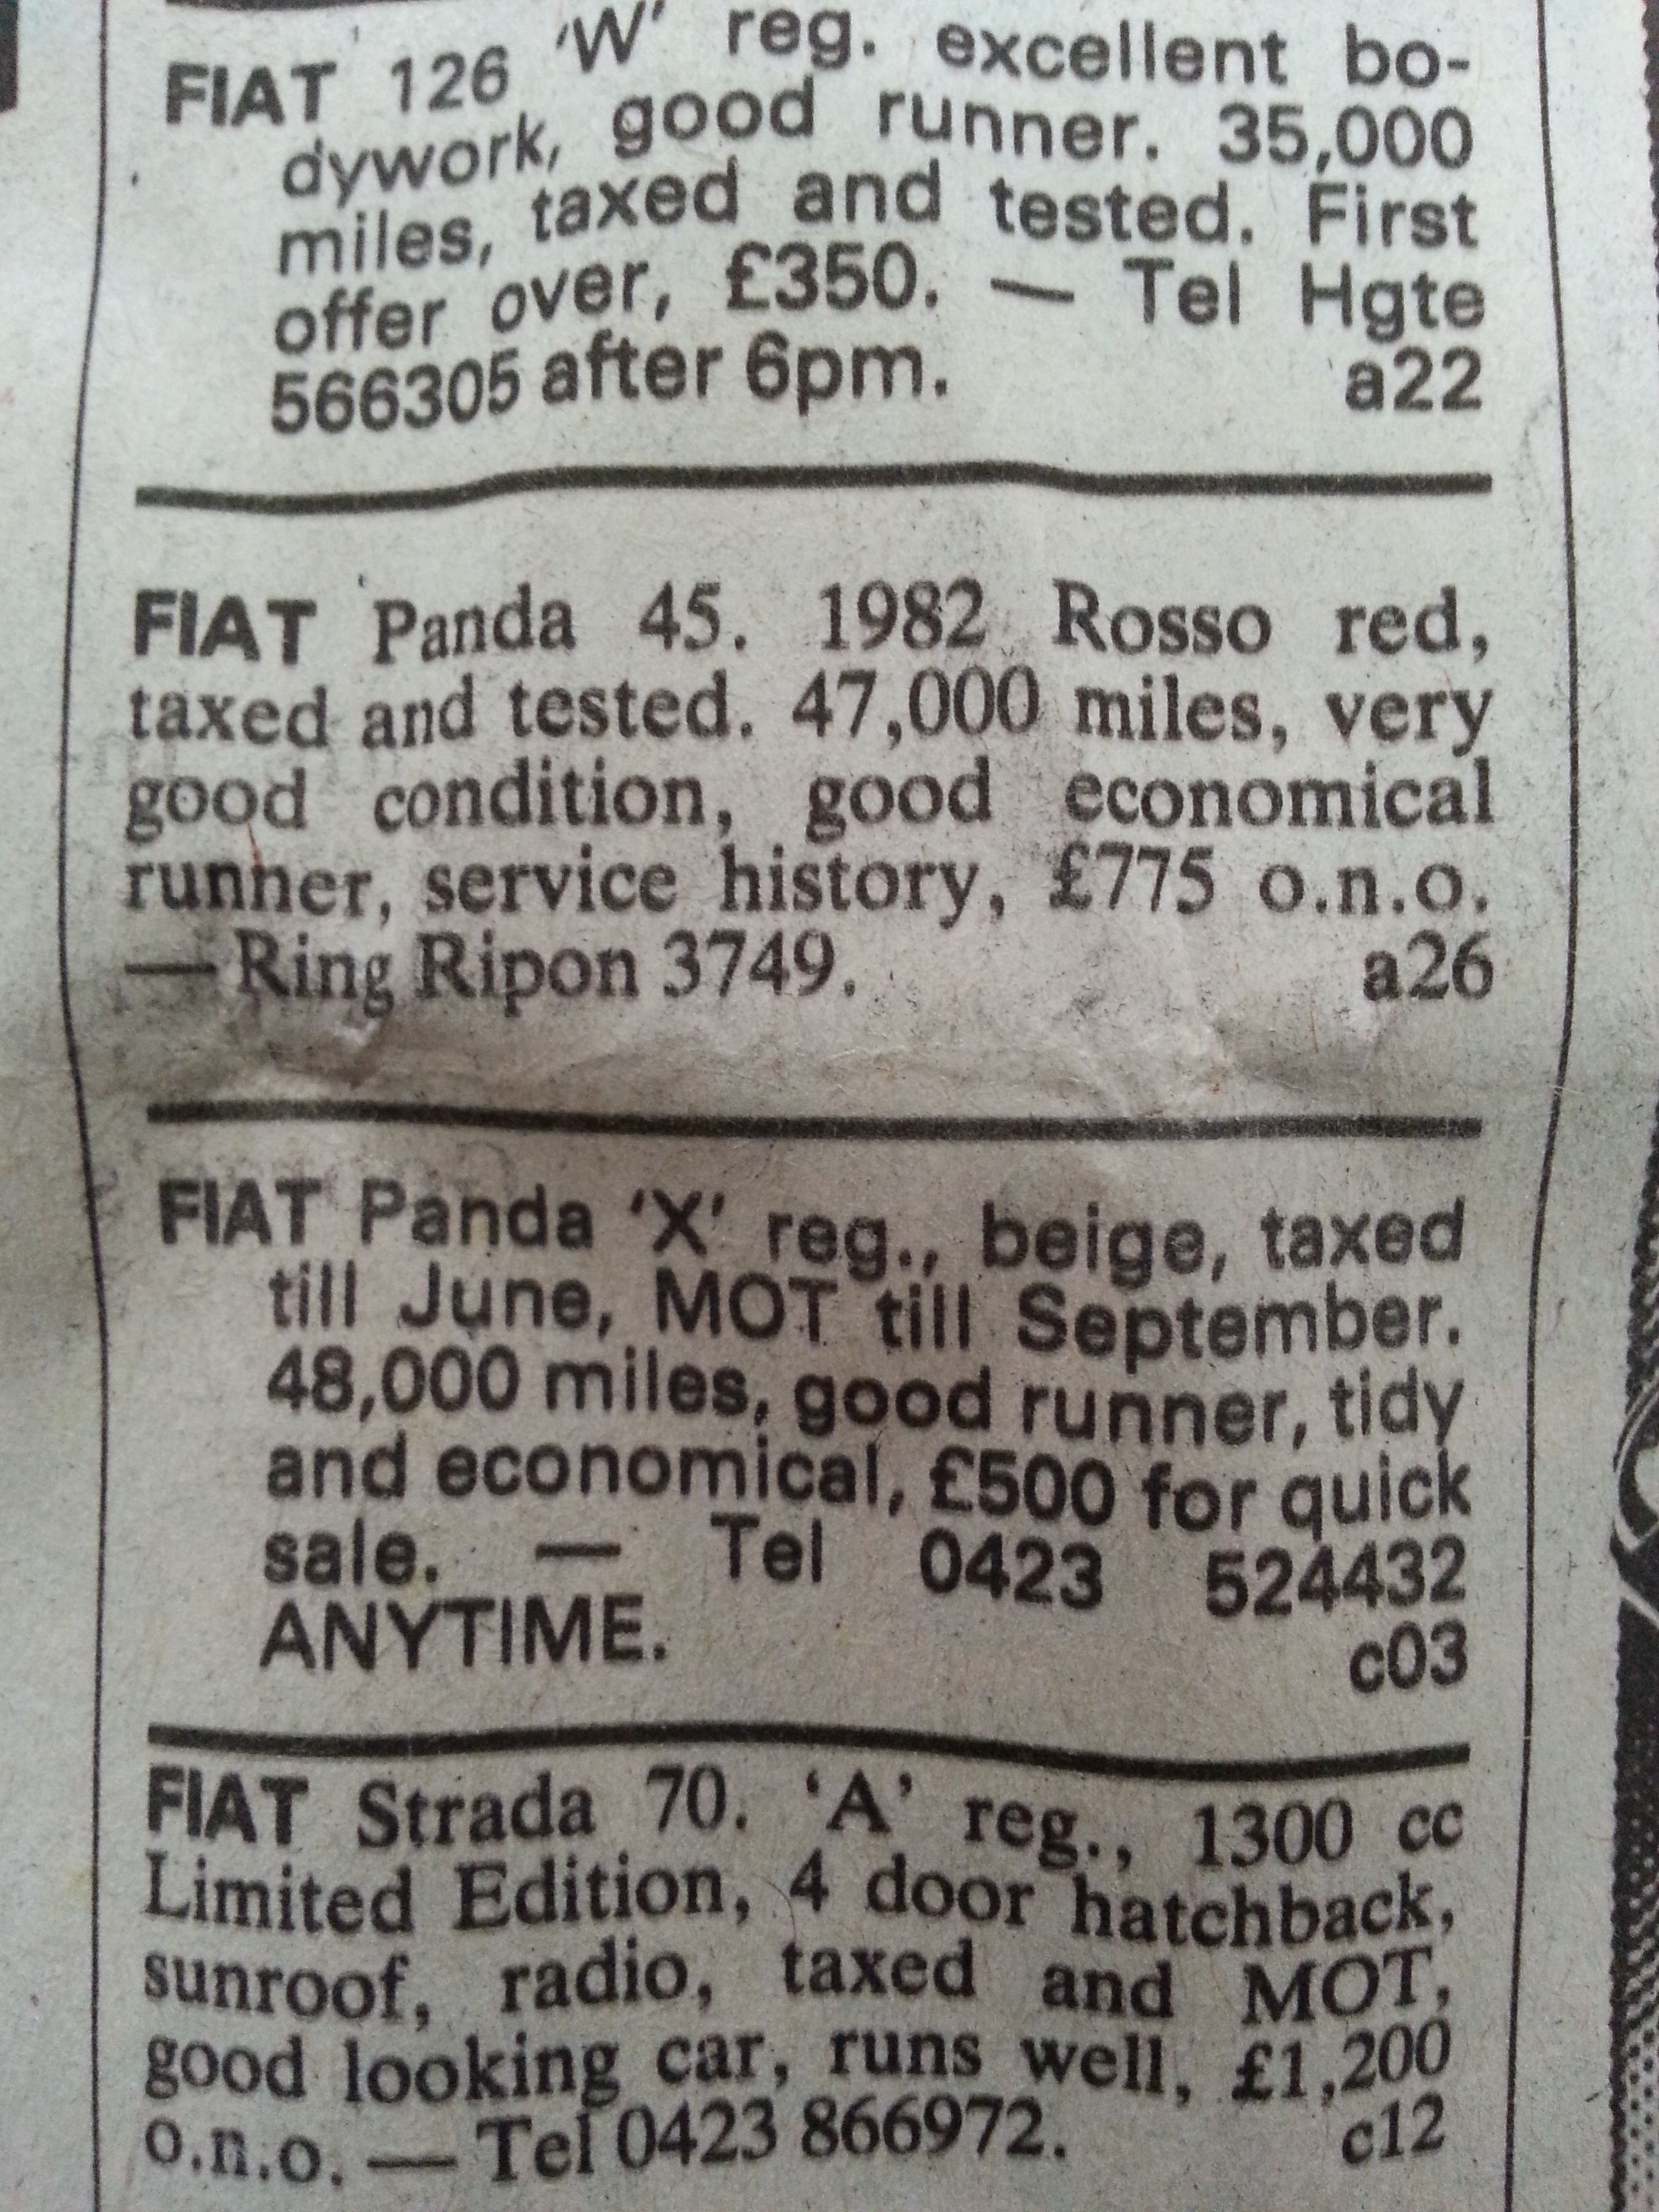 FIAT 126 'W' reg. excellent bo-
dywork, good runner. 35,000
miles, taxed and tested. First
offer over, £350. — Tel Hgte
566305 after 6pm. a22
FIAT Panda 45. 1982 Rosso red,
taxed and tested. 47,000 miles, very
good condition, good economical
runner, service history, £775 o.n.o.
— Ring Ripon 3749. a26
FIAT Panda 'X' reg., beige, taxed
till June, MOT till September.
48,000 miles, good runner, tidy
and economical, £500 for quick
sale. — Tel 0423 524432
ANYTIME. c03
FIAT Strada 70. 'A' reg., 1300 cc
Limited Edition, 4 door hatchback,
sunroof, radio, taxed and MOT,
good looking car, runs well, £1,200
o.n.o. — Tel 0423 866972. c12